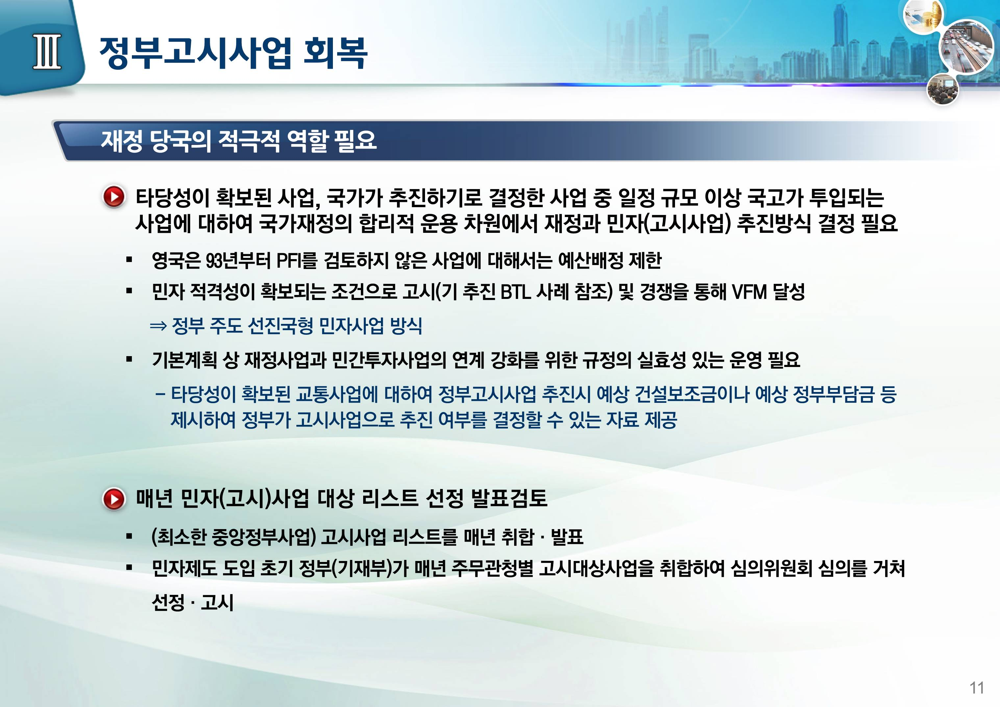 Ⅲ 정부고시사업 회복
재정 당국의 적극적 역할 필요
타당성이 확보된 사업, 국가가 추진하기로 결정한 사업 중 일정 규모 이상 국고가 투입되는
사업에 대하여 국가재정의 합리적 운용 차원에서 재정과 민자(고시사업) 추진방식 결정 필요
▪ 영국은 93년부터 PFI를 검토하지 않은 사업에 대해서는 예산배정 제한
▪ 민자 적격성이 확보되는 조건으로 고시(기 추진 BTL 사례 참조) 및 경쟁을 통해 VFM 달성
⇒ 정부 주도 선진국형 민자사업 방식
▪ 기본계획 상 재정사업과 민간투자사업의 연계 강화를 위한 규정의 실효성 있는 운영 필요
– 타당성이 확보된 교통사업에 대하여 정부고시사업 추진시 예상 건설보조금이나 예상 정부부담금 등
제시하여 정부가 고시사업으로 추진 여부를 결정할 수 있는 자료 제공
매년 민자(고시)사업 대상 리스트 선정 발표검토
▪ (최소한 중앙정부사업) 고시사업 리스트를 매년 취합 · 발표
▪ 민자제도 도입 초기 정부(기재부)가 매년 주무관청별 고시대상사업을 취합하여 심의위원회 심의를 거쳐
선정 · 고시
11